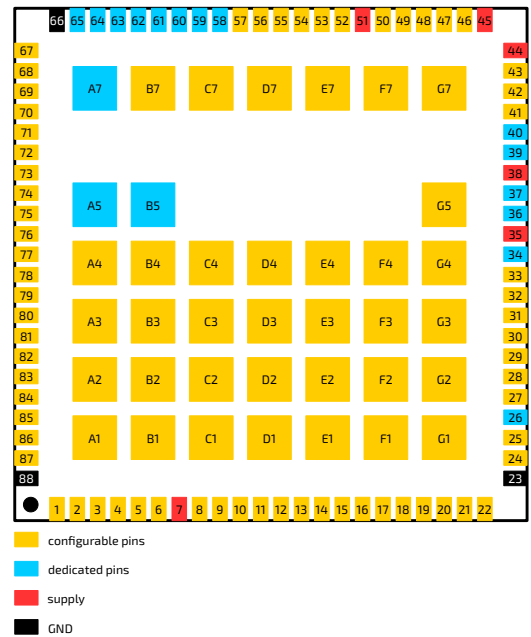 66 65 64 63 62 61 60 59 58 57 56 55 54 53 52 51 50 49 48 47 46 45
67 44
68 43
69 A7 B7 C7 D7 E7 F7 G7 42
70 41
71 40
72 39
73 38
74 37
75 A5 B5 G5 36
76 35
77 A4 B4 C4 D4 E4 F4 G4 34
78 33
79 32
80 A3 B3 C3 D3 E3 F3 G3 31
81 30
82 29
83 A2 B2 C2 D2 E2 F2 G2 28
84 27
85 26
86 A1 B1 C1 D1 E1 F1 G1 25
87 24
88 23
1 2 3 4 5 6 7 8 9 10 11 12 13 14 15 16 17 18 19 20 21 22
configurable pins
dedicated pins
supply
GND